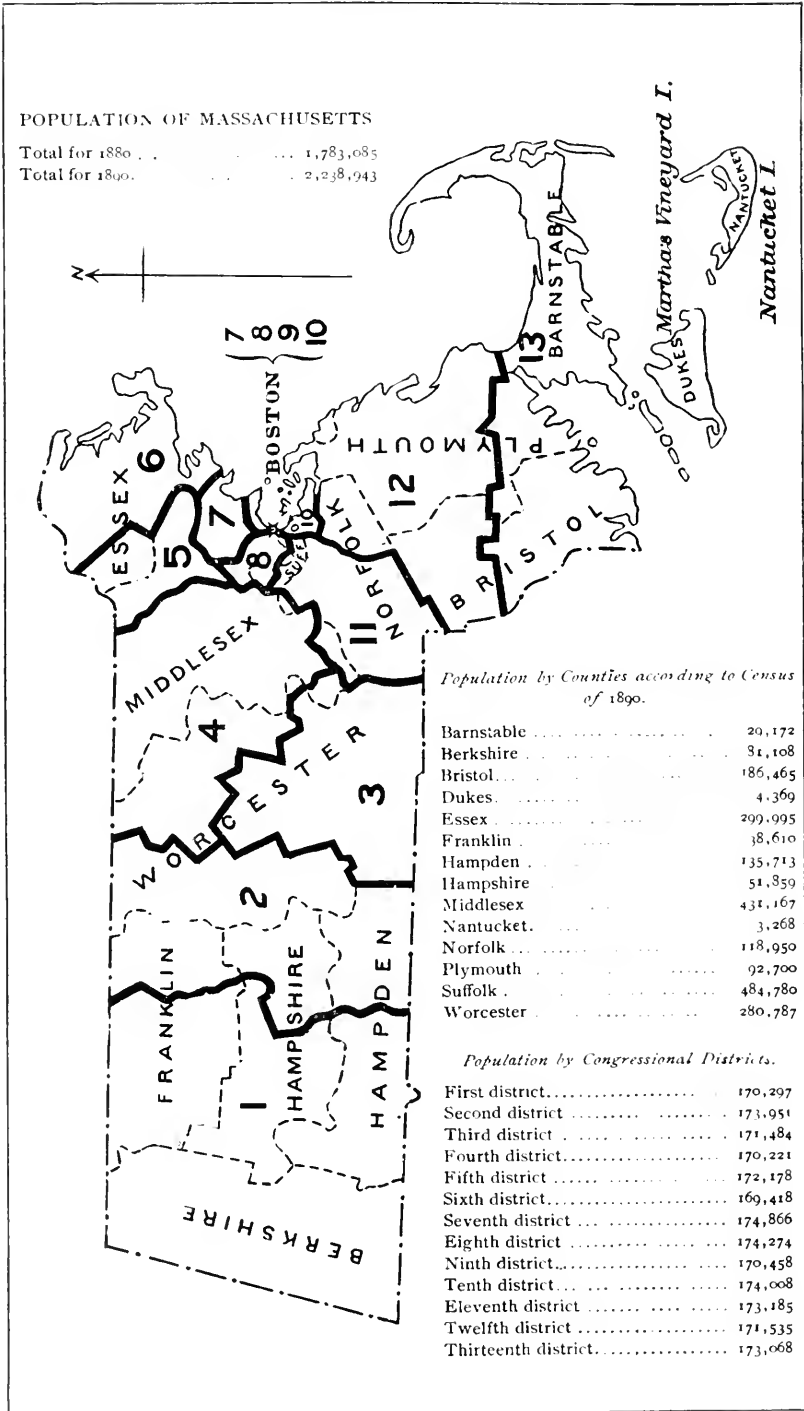 POPULATION OF MASSACHUSETTS
Total for 1880 . . . ... 1,783,085
Total for 1890. . . . 2,238,943
N
ESSEX
6
5
7
8
BOSTON
7
8
9
10
10
MIDDLESEX
4
NORFOLK
11
12
PLYMOUTH
BRISTOL
13
BARNSTABLE
Martha's Vineyard I.
DUKES
NANTUCKET
Nantucket I.
WORCESTER
3
2
FRANKLIN
HAMPSHIRE
HAMPDEN
1
BERKSHIRE
Population by Counties according to Census
of 1890.
Barnstable .... 29,172
Berkshire . . . 81,108
Bristol... . . ... 186,465
Dukes. ..... 4,369
Essex ..... 299,995
Franklin . .... 38,610
Hampden . .... 135,713
Hampshire .. 51,859
Middlesex . . 431,167
Nantucket. ... 3,268
Norfolk ... . ... . 118,950
Plymouth . . ...... 92,700
Suffolk . . . .. ...... 484,780
Worcester . . ..... ... 280,787
Population by Congressional Districts.
First district................... 170,297
Second district ................. 173,951
Third district . ................ 171,484
Fourth district.................. 170,221
Fifth district .................. 172,178
Sixth district................... 169,418
Seventh district ................ 174,866
Eighth district ................. 174,274
Ninth district................... 170,458
Tenth district................... 174,008
Eleventh district ............... 173,185
Twelfth district ................ 171,535
Thirteenth district.............. 173,068